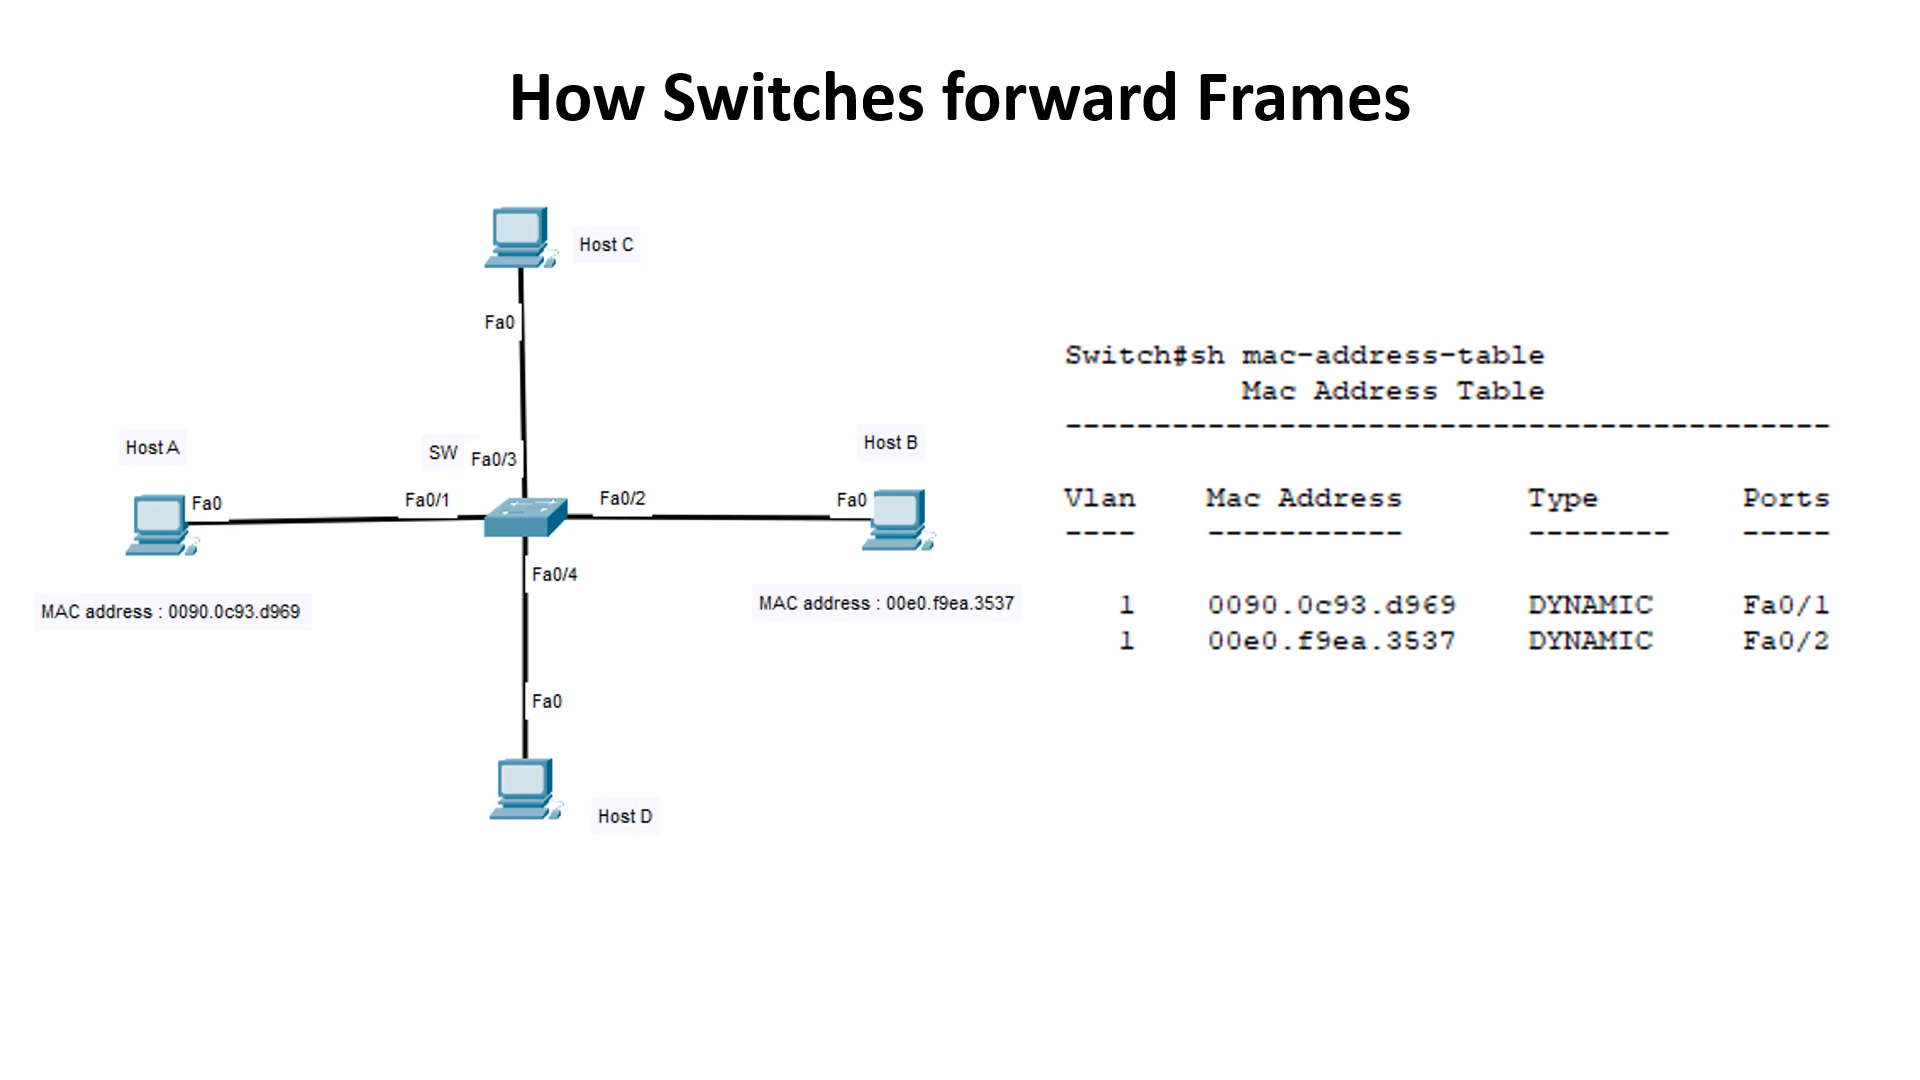 How Switches forward Frames
Host C
Fa0
Host A
SW
Fa0/3
Host B
Fa0
Fa0/1
Fa0/2
Fa0
Fa0/4
MAC address : 0090.0c93.d969
MAC address : 00e0.f9ea.3537
Fa0
Host D
Switch#sh mac-address-table
Mac Address Table
-------------------------------------------
Vlan Mac Address Type Ports
---- ----------- -------- -----
1 0090.0c93.d969 DYNAMIC Fa0/1
1 00e0.f9ea.3537 DYNAMIC Fa0/2